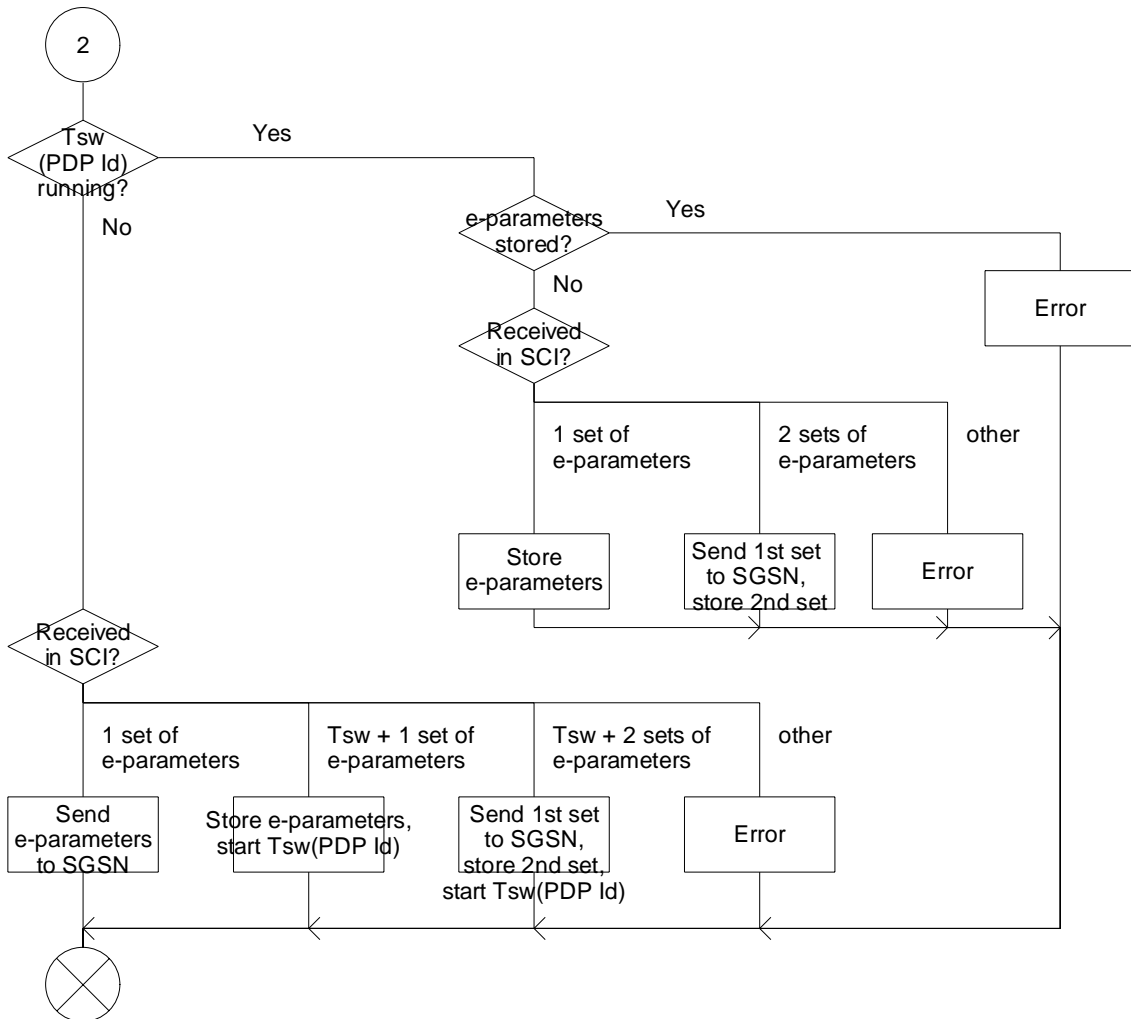 2
Tsw
(PDP Id)
running?
Yes
No
e-parameters
stored?
Yes
No
Error
Received
in SCI?
1 set of
e-parameters
2 sets of
e-parameters
other
Store
e-parameters
Send 1st set
to SGSN,
store 2nd set
Error
Received
in SCI?
1 set of
e-parameters
Tsw + 1 set of
e-parameters
Tsw + 2 sets of
e-parameters
other
Send
e-parameters
to SGSN
Store e-parameters,
start Tsw(PDP Id)
Send 1st set
to SGSN,
store 2nd set,
start Tsw(PDP Id)
Error